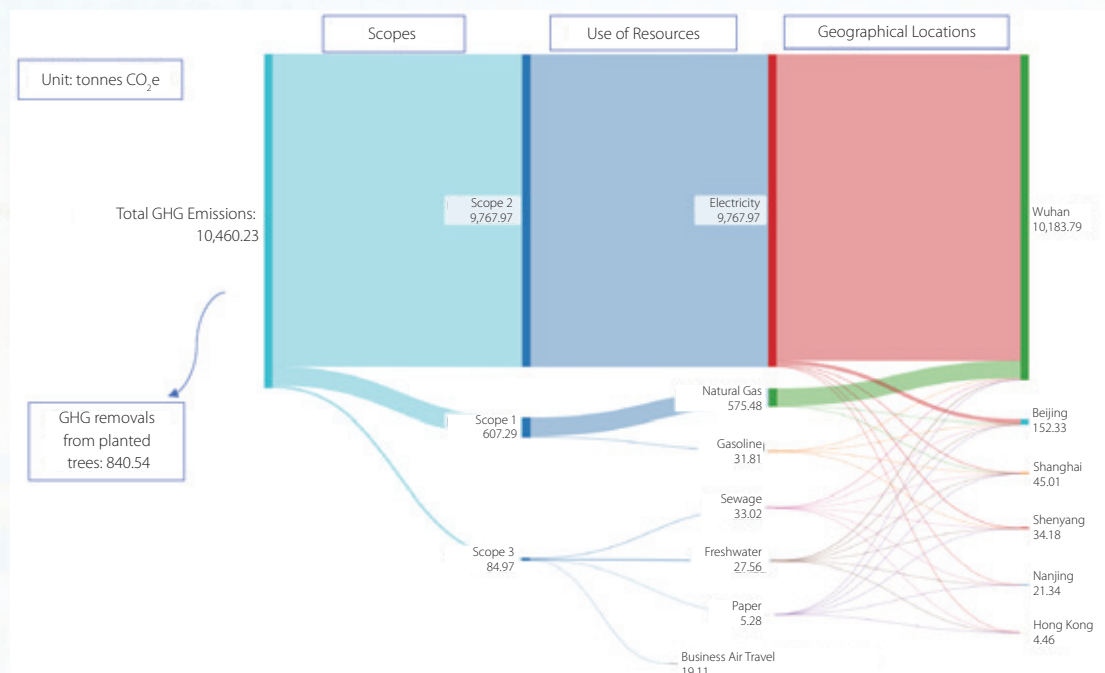 Scopes
Use of Resources
Geographical Locations
Unit: tonnes CO₂e
Total GHG Emissions:
10,460.23
GHG removals
from planted
trees: 840.54
Scope 2
9,767.97
Scope 1
607.29
Scope 3
84.97
Electricity
9,767.97
Natural Gas
575.48
Gasoline
31.81
Sewage
33.02
Freshwater
27.56
Paper
5.28
Business Air Travel
19.11
Wuhan
10,183.79
Beijing
152.33
Shanghai
45.01
Shenyang
34.18
Nanjing
21.34
Hong Kong
4.46